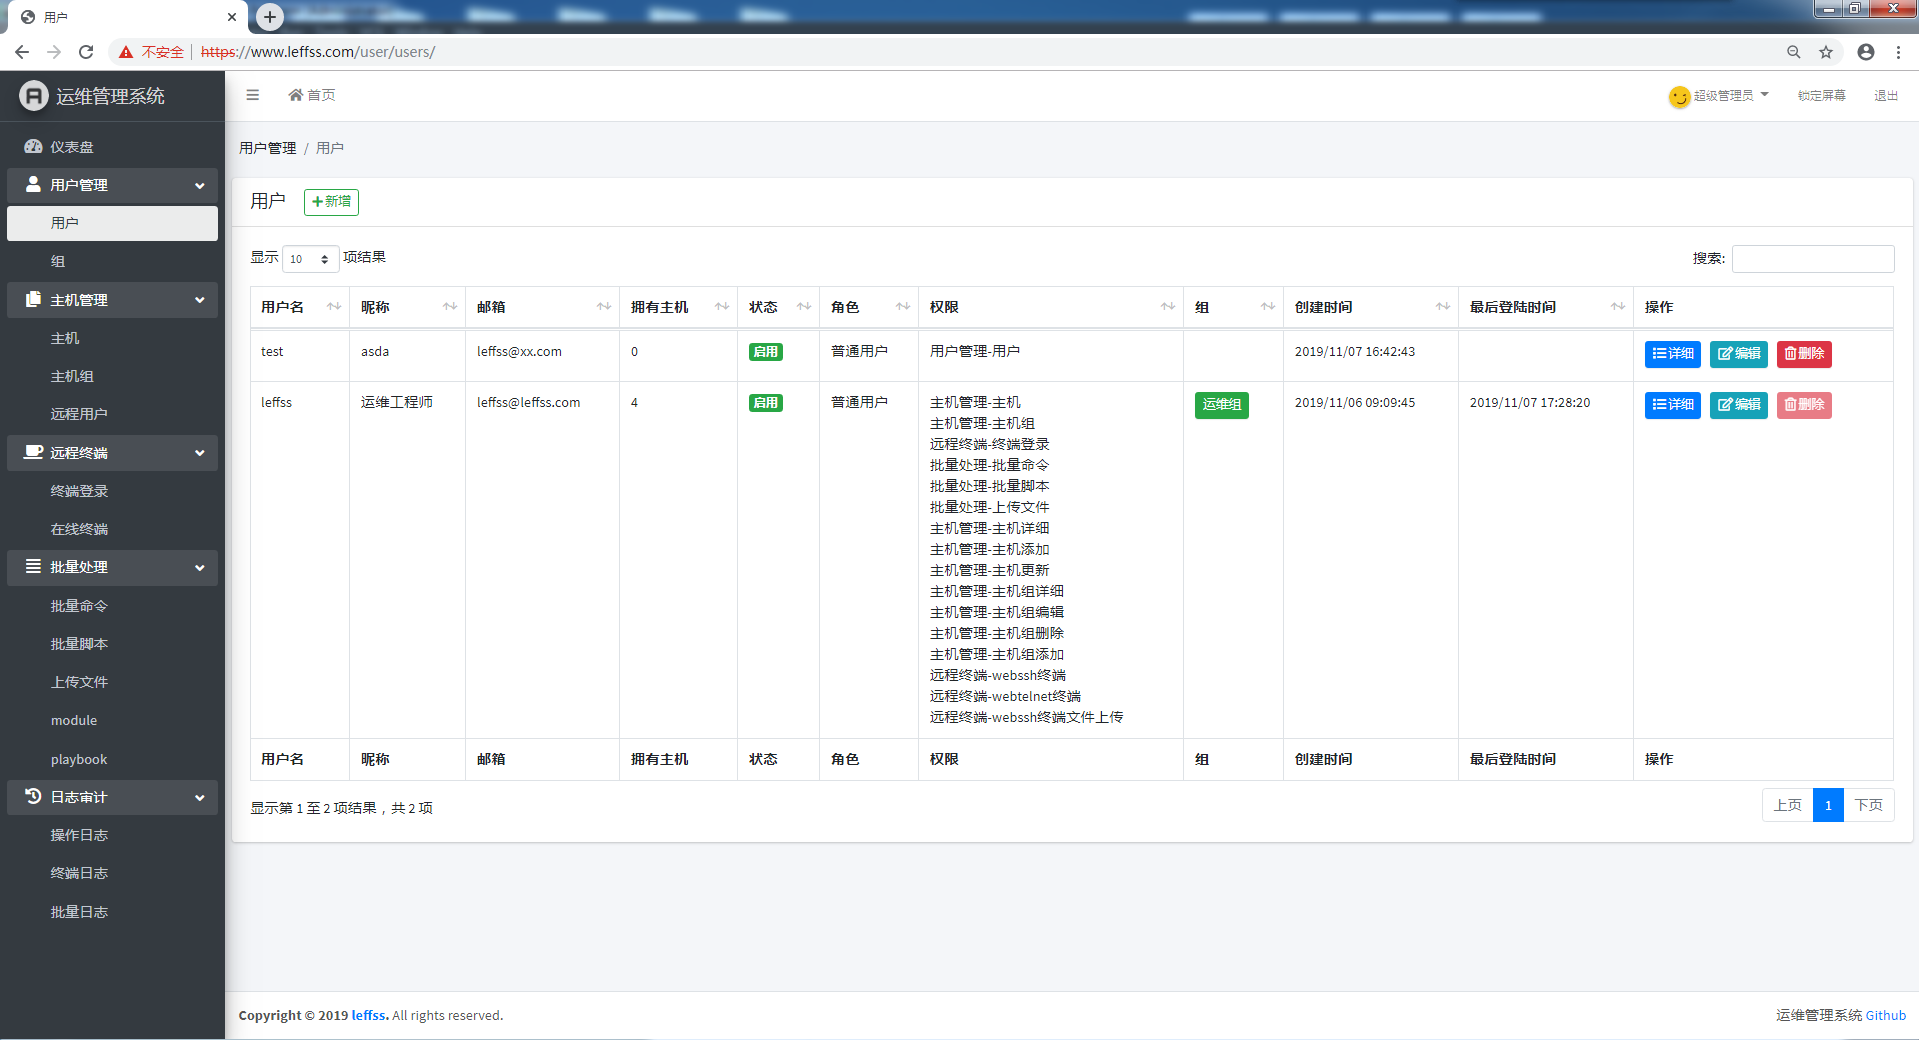 用户
不安全 https://www.leffss.com/user/users/
运维管理系统
首页
超级管理员
锁定屏幕
退出
仪表盘
用户管理
用户
组
主机管理
主机
主机组
远程用户
远程终端
终端登录
在线终端
批量处理
批量命令
批量脚本
上传文件
module
playbook
日志审计
操作日志
终端日志
批量日志
用户管理 / 用户
用户 新增
显示 10 项结果
搜索:
用户名 昵称 邮箱 拥有主机 状态 角色 权限 组 创建时间 最后登陆时间 操作
test asda leffss@xx.com 0 启用 普通用户 用户管理-用户 2019/11/07 16:42:43 详细 编辑 删除
leffss 运维工程师 leffss@leffss.com 4 启用 普通用户 主机管理-主机 运维组 2019/11/06 09:09:45 2019/11/07 17:28:20 详细 编辑 删除
主机管理-主机组
远程终端-终端登录
批量处理-批量命令
批量处理-批量脚本
批量处理-上传文件
主机管理-主机详细
主机管理-主机添加
主机管理-主机更新
主机管理-主机组详细
主机管理-主机组编辑
主机管理-主机组删除
主机管理-主机组添加
远程终端-webssh终端
远程终端-webtelnet终端
远程终端-webssh终端文件上传
用户名 昵称 邮箱 拥有主机 状态 角色 权限 组 创建时间 最后登陆时间 操作
显示第 1 至 2 项结果，共 2 项
上页 1 下页
Copyright © 2019 leffss. All rights reserved.
运维管理系统 Github